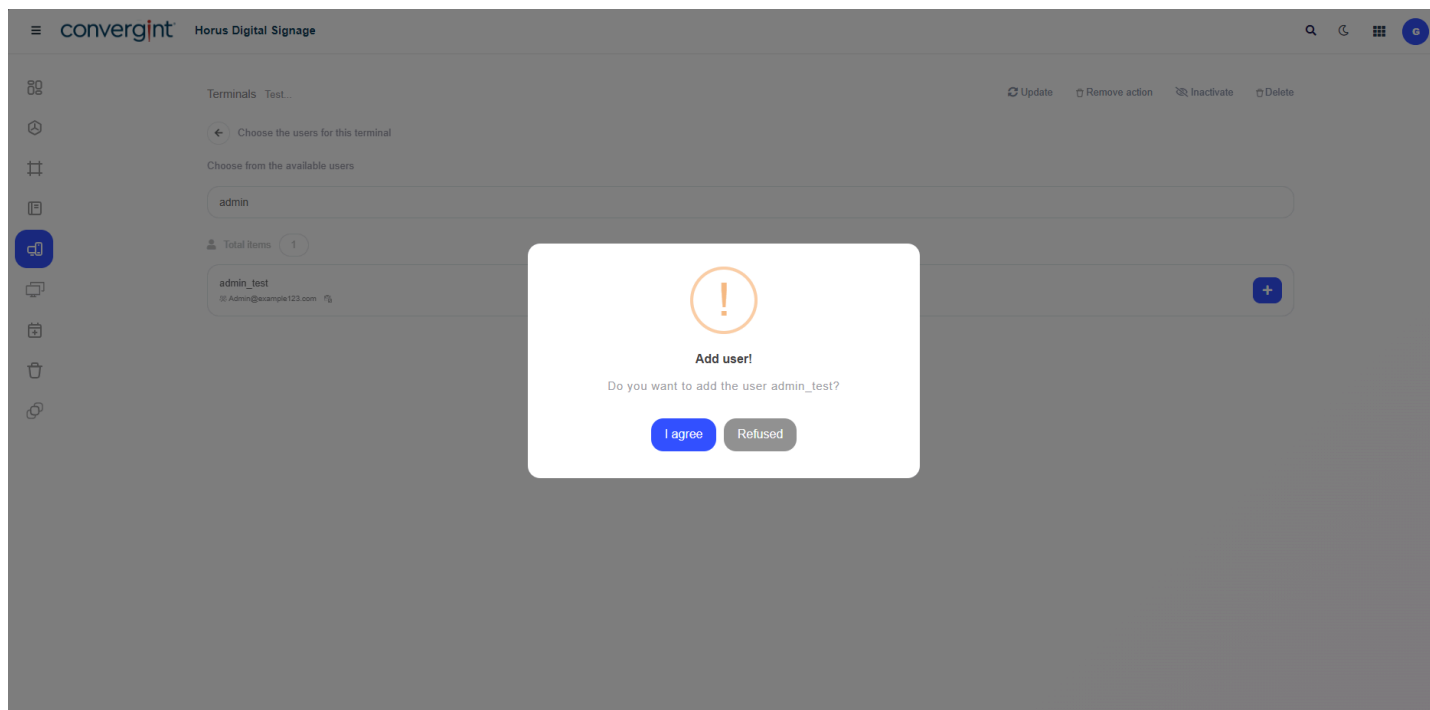 convergint
Horus Digital Signage
G
Terminals Test...
Update Remove action Inactivate Delete
Choose the users for this terminal
Choose from the available users
admin
Total items 1
admin_test
Admin@example123.com
+
!
Add user!
Do you want to add the user admin_test?
I agree Refused